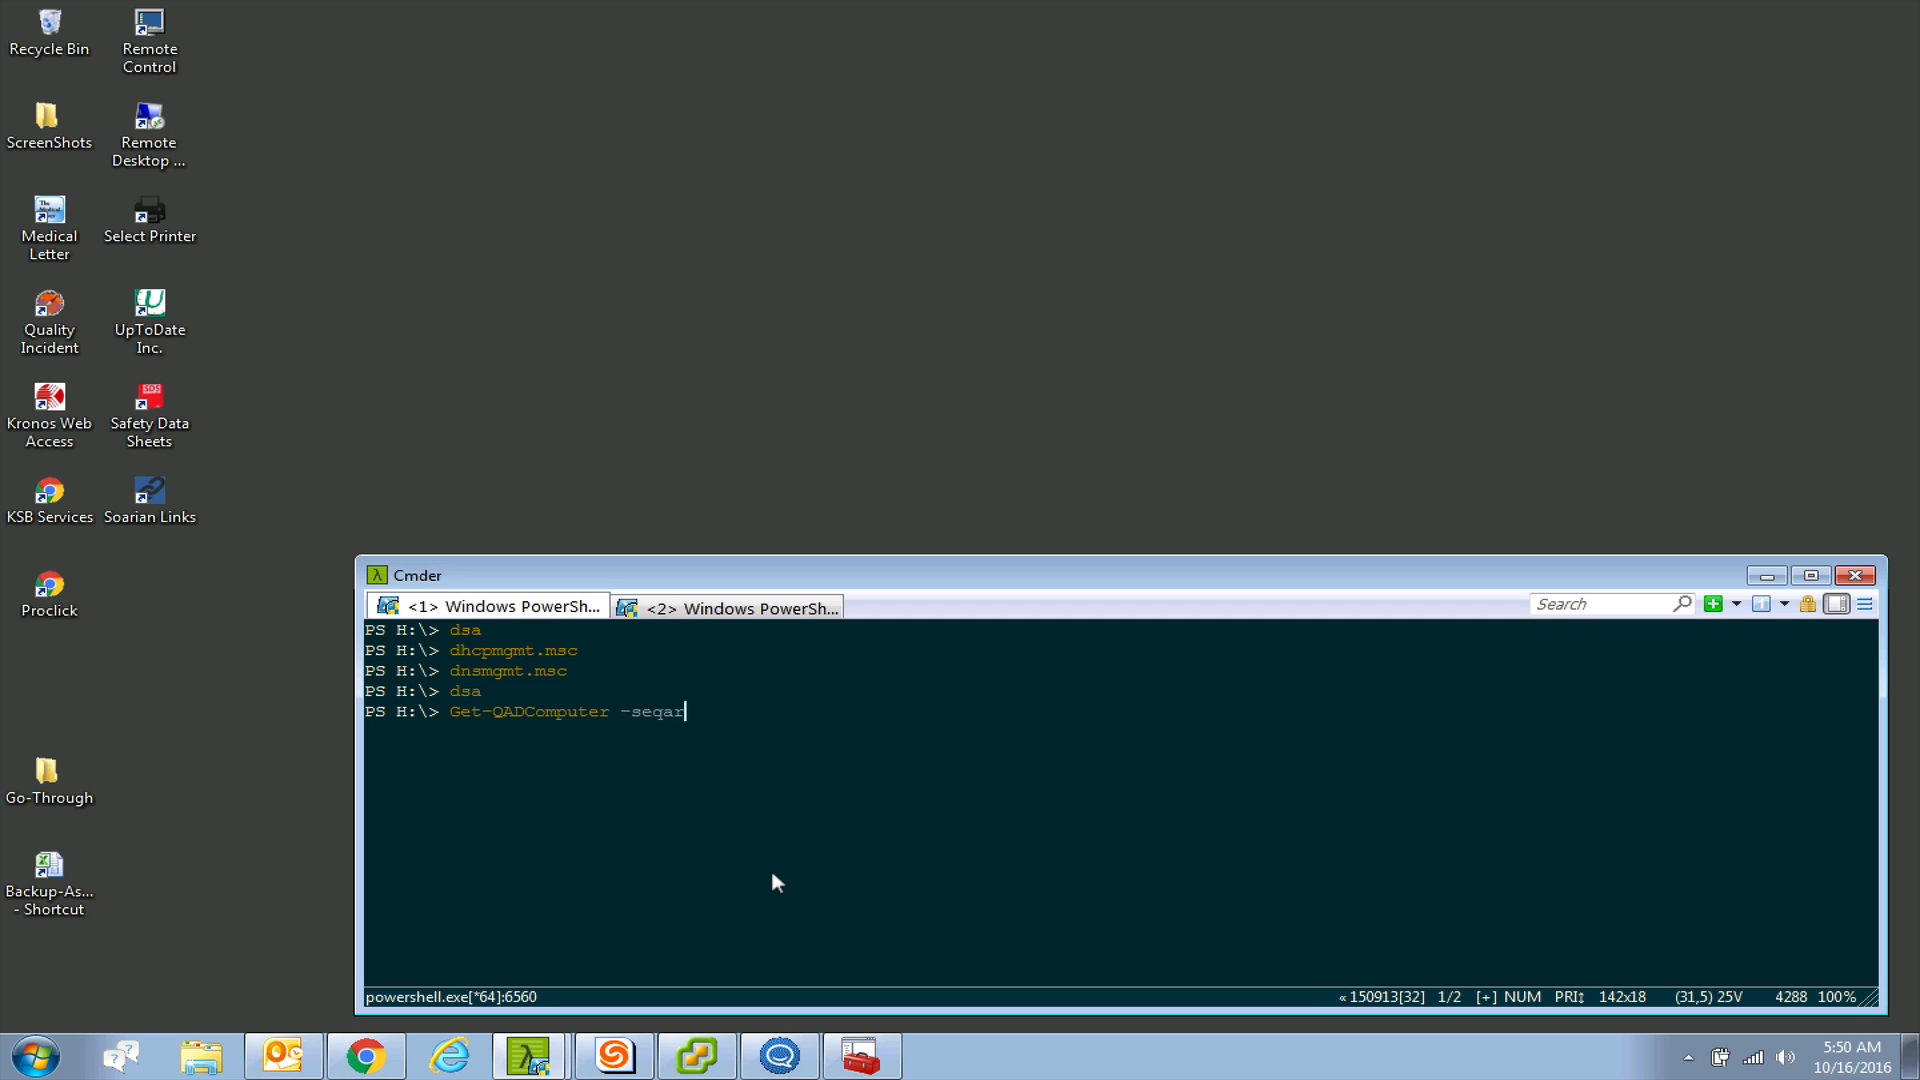 Recycle Bin
Remote
Control
ScreenShots
Remote
Desktop ...
Medical
Letter
Select Printer
Quality
Incident
UpToDate
Inc.
Kronos Web
Access
SDS
Safety Data
Sheets
KSB Services
Soarian Links
Proclick
Go-Through
Backup-As...
- Shortcut
Cmder
<1> Windows PowerSh...
<2> Windows PowerSh...
Search
PS H:\> dsa
PS H:\> dhcpmgmt.msc
PS H:\> dnsmgmt.msc
PS H:\> dsa
PS H:\> Get-QADComputer -seqar
powershell.exe[*64]:6560
«150913[32] 1/2 [+] NUM PRI↕ 142x18 (31,5) 25V 4288 100%
5:50 AM
10/16/2016